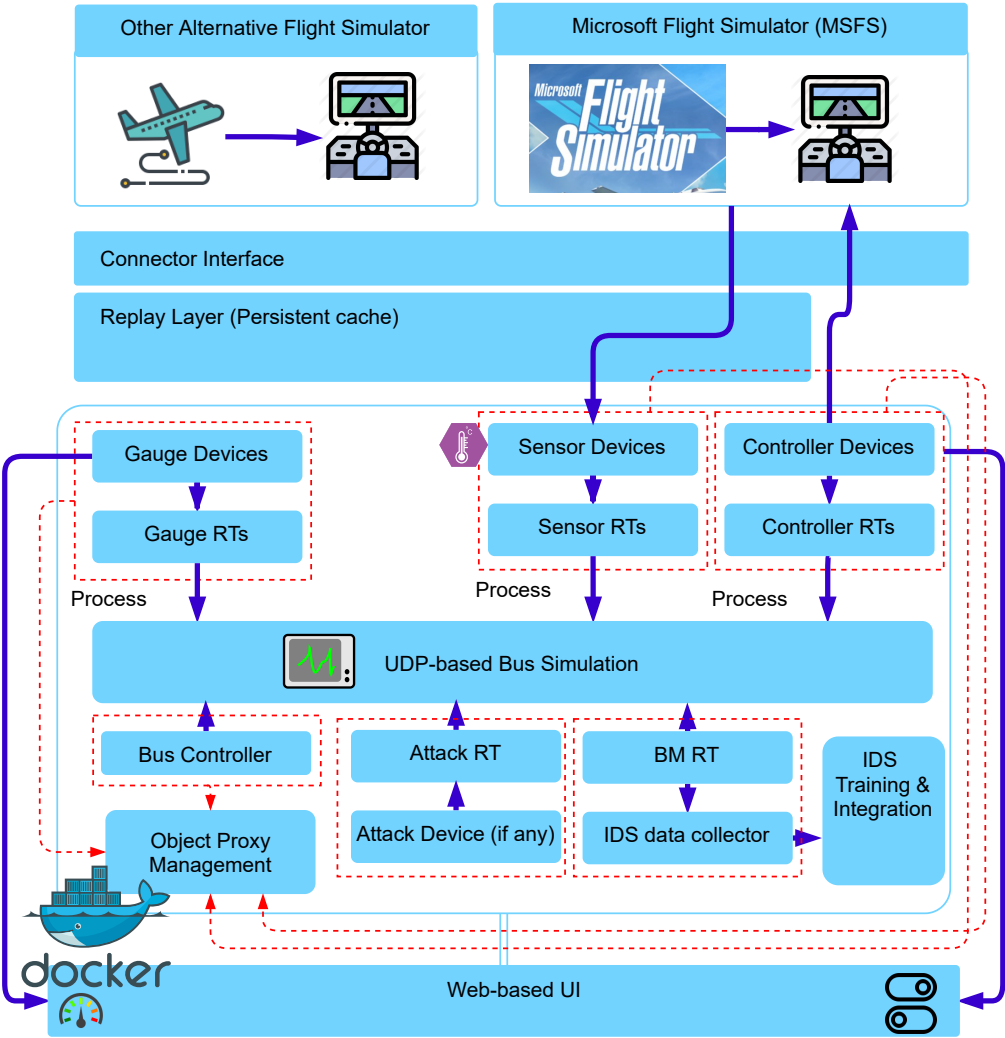 Other Alternative Flight Simulator
Microsoft Flight Simulator (MSFS)
Microsoft
Flight
Simulator
Connector Interface
Replay Layer (Persistent cache)
°C
Gauge Devices
Sensor Devices
Controller Devices
Gauge RTs
Sensor RTs
Controller RTs
Process
Process
Process
UDP-based Bus Simulation
Bus Controller
Attack RT
BM RT
IDS
Training &
Integration
Object Proxy
Management
Attack Device (if any)
IDS data collector
docker
Web-based UI